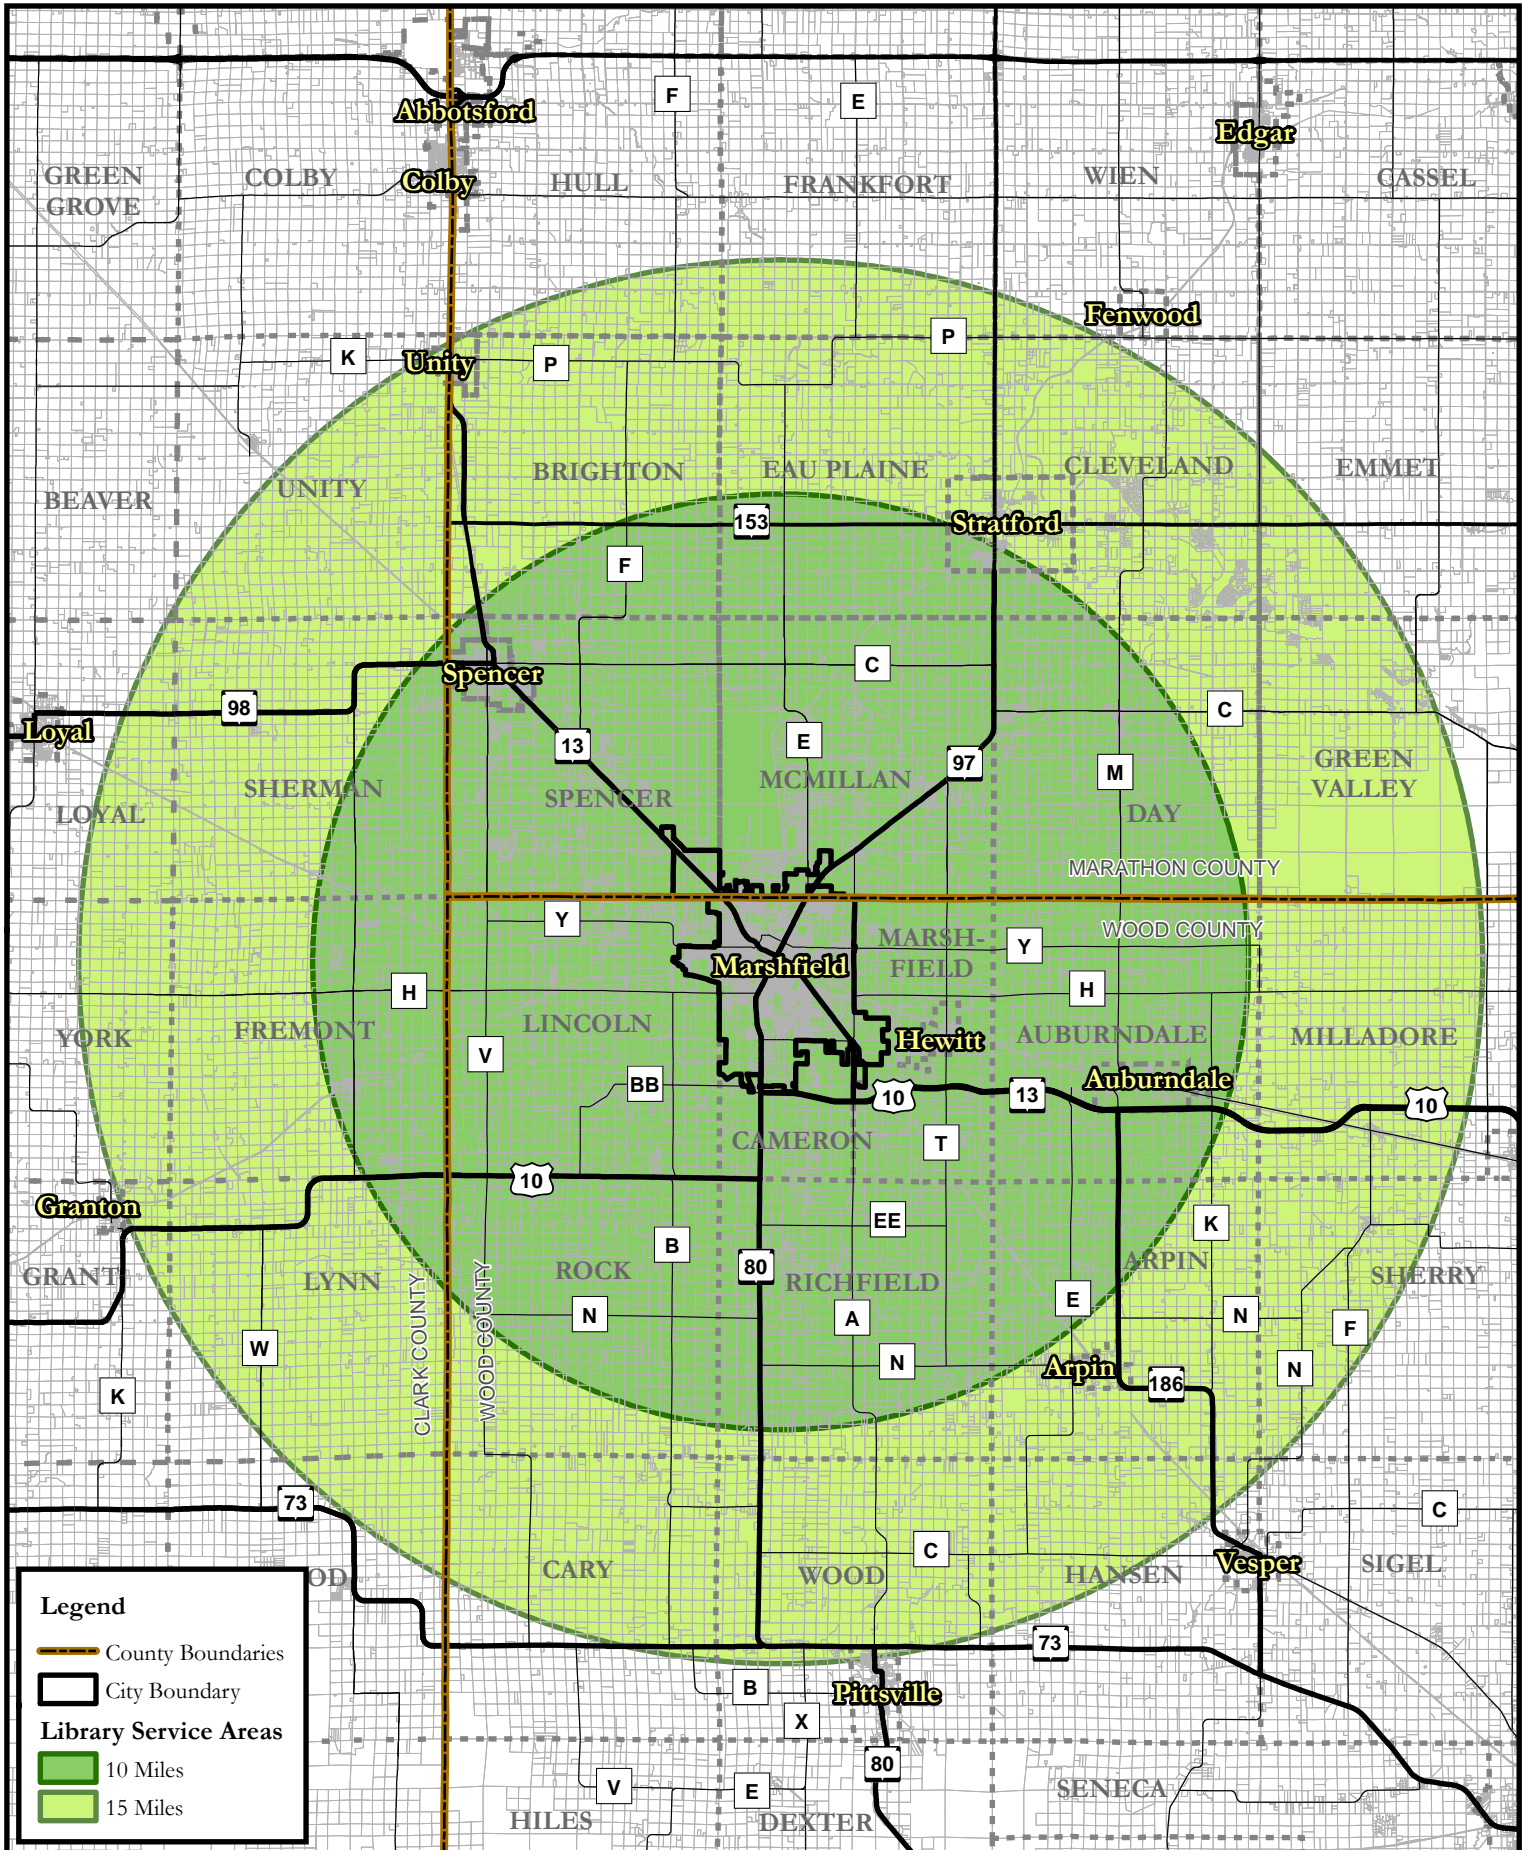 F
E
Abbotsford
Edgar
GREEN
GROVE
COLBY
Colby
HULL
FRANKFORT
WIEN
CASSEL
Fenwood
P
K
Unity
P
BRIGHTON
EAU PLAINE
CLEVELAND
EMMET
UNITY
BEAVER
153
Stratford
F
C
Spencer
98
C
Loyal
13
E
97
M
GREEN
VALLEY
SHERMAN
SPENCER
MCMILLAN
LOYAL
DAY
MARATHON COUNTY
WOOD COUNTY
Y
MARSH-
FIELD
Y
Marshfield
H
H
YORK
FREMONT
LINCOLN
Hewitt
AUBURNDALE
MILLADORE
V
BB
Auburndale
10
13
10
CAMERON
T
10
Granton
EE
K
B
80
ROCK
RICHFIELD
ARPIN
GRANT
LYNN
SHERRY
CLARK COUNTY
WOOD COUNTY
N
A
E
N
F
W
N
Arpin
186
N
K
73
C
C
CARY
WOOD
HANSEN
Vesper
SIGEL
OD
73
B
Pittsville
X
80
V
E
SENECA
HILES
DEXTER
Legend
County Boundaries
City Boundary
Library Service Areas
10 Miles
15 Miles